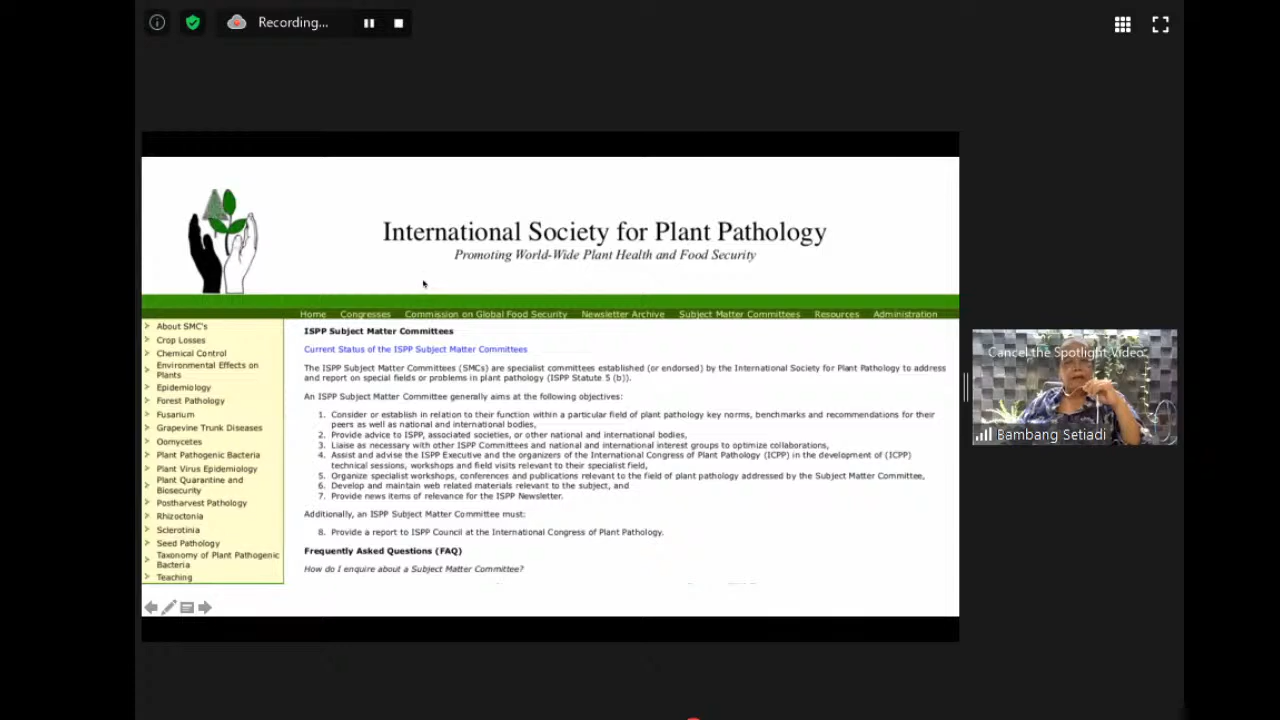 Recording...
International Society for Plant Pathology
Promoting World-Wide Plant Health and Food Security
Home Congresses Commission on Global Food Security Newsletter Archive Subject Matter Committees Resources Administration
About SMC's
Crop Losses
Chemical Control
Environmental Effects on
Plants
Epidemiology
Forest Pathology
Fusarium
Grapevine Trunk Diseases
Oomycetes
Plant Pathogenic Bacteria
Plant Virus Epidemiology
Plant Quarantine and
Biosecurity
Postharvest Pathology
Rhizoctonia
Sclerotinia
Seed Pathology
Taxonomy of Plant Pathogenic
Bacteria
Teaching
ISPP Subject Matter Committees
Current Status of the ISPP Subject Matter Committees
The ISPP Subject Matter Committees (SMCs) are specialist committees established (or endorsed) by the International Society for Plant Pathology to address
and report on special fields or problems in plant pathology (ISPP Statute 5 (b)).
An ISPP Subject Matter Committee generally aims at the following objectives:
1. Consider or establish in relation to their function within a particular field of plant pathology key norms, benchmarks and recommendations for their
peers as well as national and international bodies,
2. Provide advice to ISPP, associated societies, or other national and international bodies,
3. Liaise as necessary with other ISPP Committees and national and international interest groups to optimize collaborations,
4. Assist and advise the ISPP Executive and the organizers of the International Congress of Plant Pathology (ICPP) in the development of (ICPP)
technical sessions, workshops and field visits relevant to their specialist field,
5. Organize specialist workshops, conferences and publications relevant to the field of plant pathology addressed by the Subject Matter Committee,
6. Develop and maintain web related materials relevant to the subject, and
7. Provide news items of relevance for the ISPP Newsletter.
Additionally, an ISPP Subject Matter Committee must:
8. Provide a report to ISPP Council at the International Congress of Plant Pathology.
Frequently Asked Questions (FAQ)
How do I enquire about a Subject Matter Committee?
Cancel the Spotlight Video
Bambang Setiadi